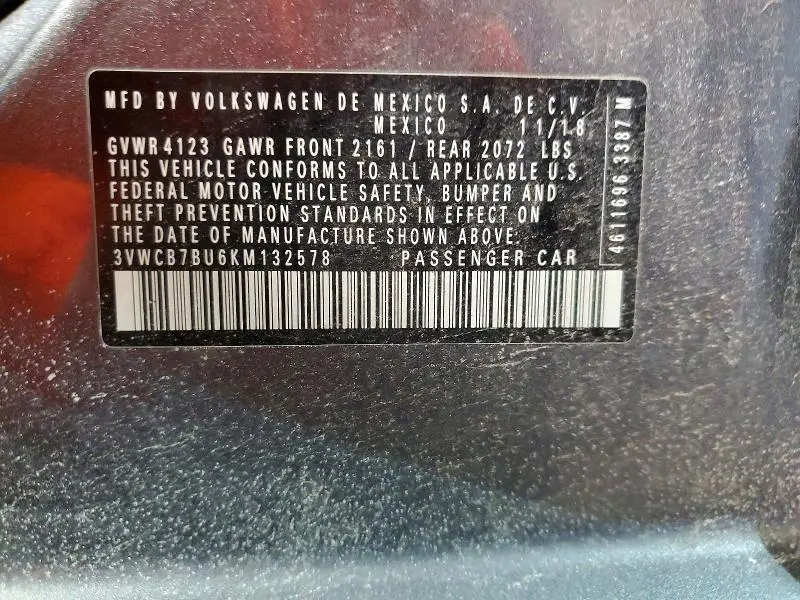 MFD BY VOLKSWAGEN DE MEXICO S.A. DE C.V.
MEXICO 11/18
GVWR 4123 GAWR FRONT 2161 / REAR 2072 LBS
THIS VEHICLE CONFORMS TO ALL APPLICABLE U.S.
FEDERAL MOTOR VEHICLE SAFETY, BUMPER AND
THEFT PREVENTION STANDARDS IN EFFECT ON
THE DATE OF MANUFACTURE SHOWN ABOVE.
3VWCB7BU6KM132578 PASSENGER CAR
4611696 3387 M